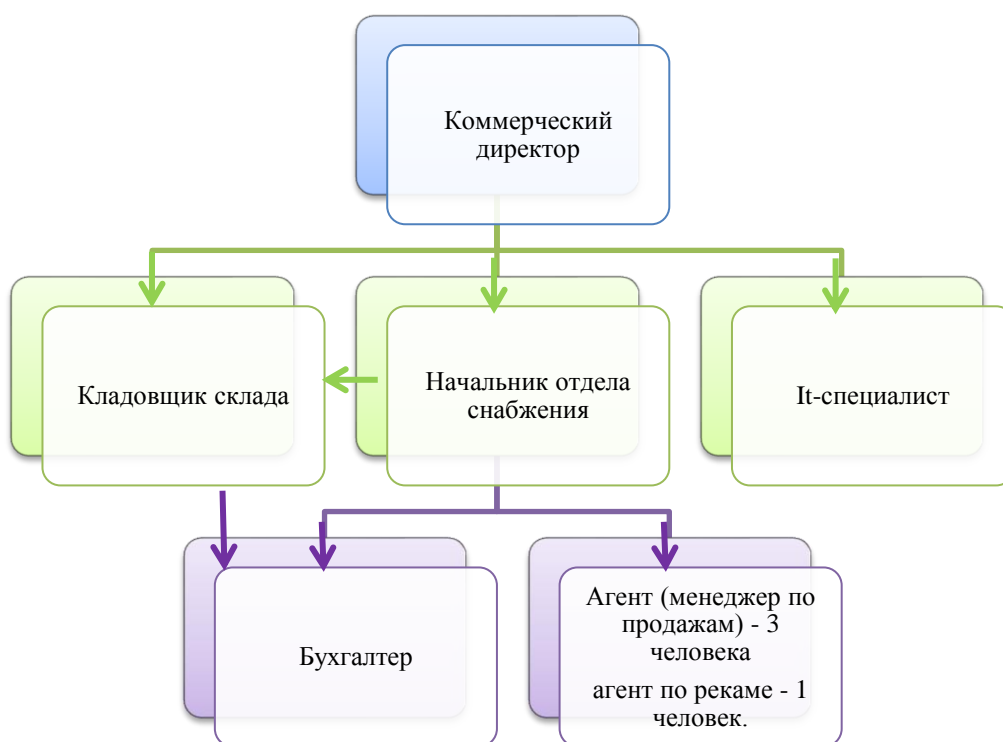 Коммерческий
директор
Кладовщик склада
Начальник отдела
снабжения
It-специалист
Бухгалтер
Агент (менеджер по
продажам) - 3
человека
агент по рекаме - 1
человек.